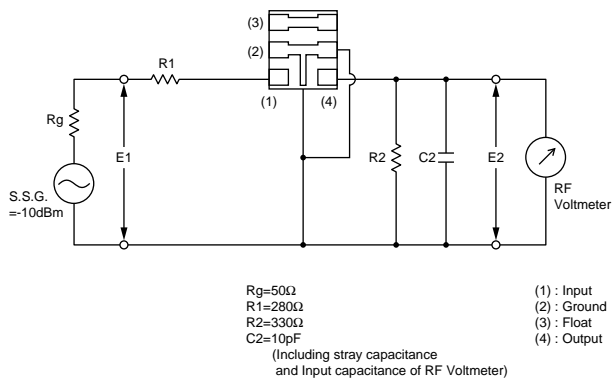 (3)
(2)
R1
(1)
(4)
Rg
E1
R2
C2
E2
S.S.G.
=-10dBm
RF
Voltmeter
Rg=50Ω
R1=280Ω
R2=330Ω
C2=10pF
(Including stray capacitance
and Input capacitance of RF Voltmeter)
(1) : Input
(2) : Ground
(3) : Float
(4) : Output